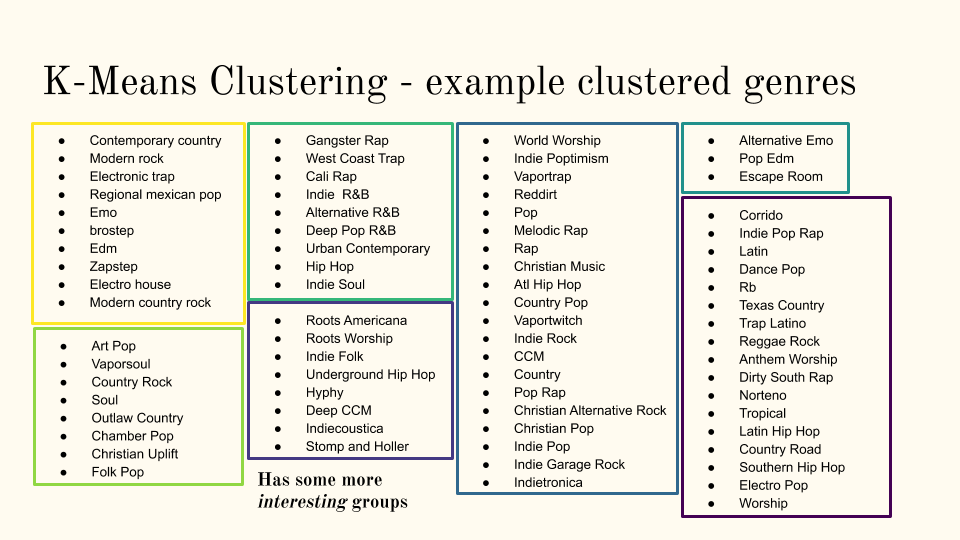 K-Means Clustering - example clustered genres
● Contemporary country
● Modern rock
● Electronic trap
● Regional mexican pop
● Emo
● brostep
● Edm
● Zapstep
● Electro house
● Modern country rock
● Art Pop
● Vaporsoul
● Country Rock
● Soul
● Outlaw Country
● Chamber Pop
● Christian Uplift
● Folk Pop
● Gangster Rap
● West Coast Trap
● Cali Rap
● Indie R&B
● Alternative R&B
● Deep Pop R&B
● Urban Contemporary
● Hip Hop
● Indie Soul
● Roots Americana
● Roots Worship
● Indie Folk
● Underground Hip Hop
● Hyphy
● Deep CCM
● Indiecoustica
● Stomp and Holler
Has some more
interesting groups
● World Worship
● Indie Poptimism
● Vaportrap
● Reddirt
● Pop
● Melodic Rap
● Rap
● Christian Music
● Atl Hip Hop
● Country Pop
● Vaportwitch
● Indie Rock
● CCM
● Country
● Pop Rap
● Christian Alternative Rock
● Christian Pop
● Indie Pop
● Indie Garage Rock
● Indietronica
● Alternative Emo
● Pop Edm
● Escape Room
● Corrido
● Indie Pop Rap
● Latin
● Dance Pop
● Rb
● Texas Country
● Trap Latino
● Reggae Rock
● Anthem Worship
● Dirty South Rap
● Norteno
● Tropical
● Latin Hip Hop
● Country Road
● Southern Hip Hop
● Electro Pop
● Worship